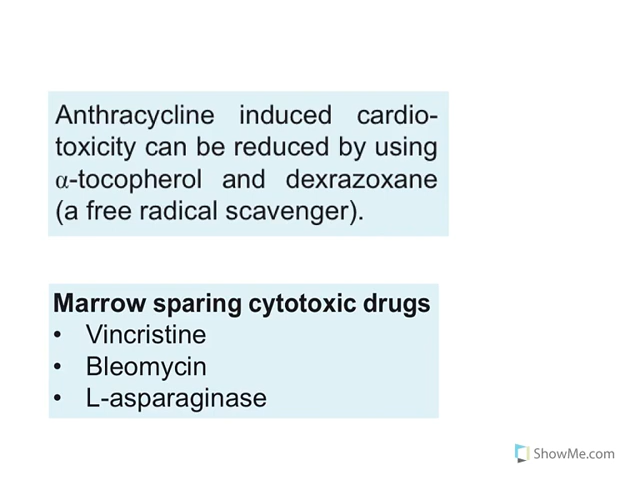 Anthracycline induced cardio-
toxicity can be reduced by using
α-tocopherol and dexrazoxane
(a free radical scavenger).
Marrow sparing cytotoxic drugs
• Vincristine
• Bleomycin
• L-asparaginase
ShowMe.com